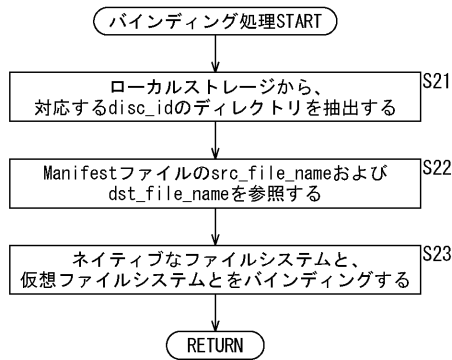 バインディング処理START
ローカルストレージから、
対応するdisc_idのディレクトリを抽出する
S21
Manifestファイルのsrc_file_nameおよび
dst_file_nameを参照する
S22
ネイティブなファイルシステムと、
仮想ファイルシステムとをバインディングする
S23
RETURN